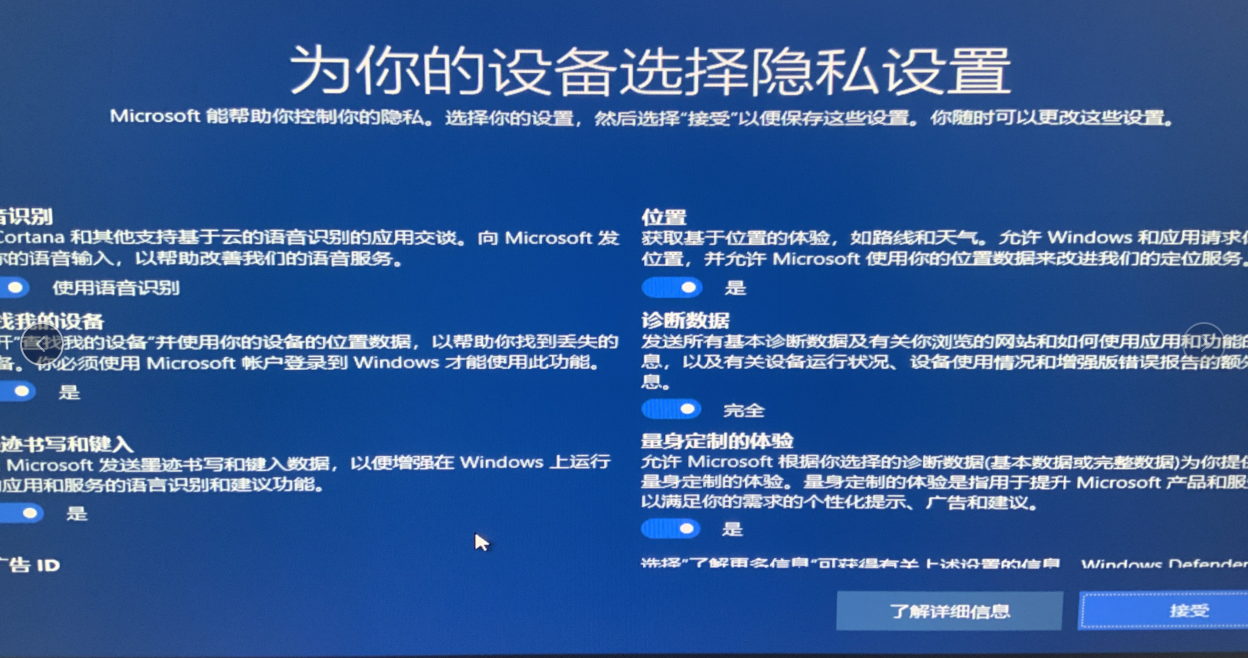 为你的设备选择隐私设置
Microsoft 能帮助你控制你的隐私。选择你的设置，然后选择“接受”以便保存这些设置。你随时可以更改这些设置。
音识别
Cortana 和其他支持基于云的语音识别的应用交谈。向 Microsoft 发
你的语音输入，以帮助改善我们的语音服务。
使用语音识别
找我的设备
开“查找我的设备”并使用你的设备的位置数据，以帮助你找到丢失的
备。你必须使用 Microsoft 帐户登录到 Windows 才能使用此功能。
是
迹书写和键入
Microsoft 发送墨迹书写和键入数据，以便增强在 Windows 上运行
应用和服务的语言识别和建议功能。
是
广告 ID
位置
获取基于位置的体验，如路线和天气。允许 Windows 和应用请求
位置，并允许 Microsoft 使用你的位置数据来改进我们的定位服务。
是
诊断数据
发送所有基本诊断数据及有关你浏览的网站和如何使用应用和功能的
息，以及有关设备运行状况、设备使用情况和增强版错误报告的额
息。
完全
量身定制的体验
允许 Microsoft 根据你选择的诊断数据(基本数据或完整数据)为你提
量身定制的体验。量身定制的体验是指用于提升 Microsoft 产品和服
以满足你的需求的个性化提示、广告和建议。
是
选择“了解更多信息”可获得有关上述设置的信息 Windows Defender
了解详细信息
接受